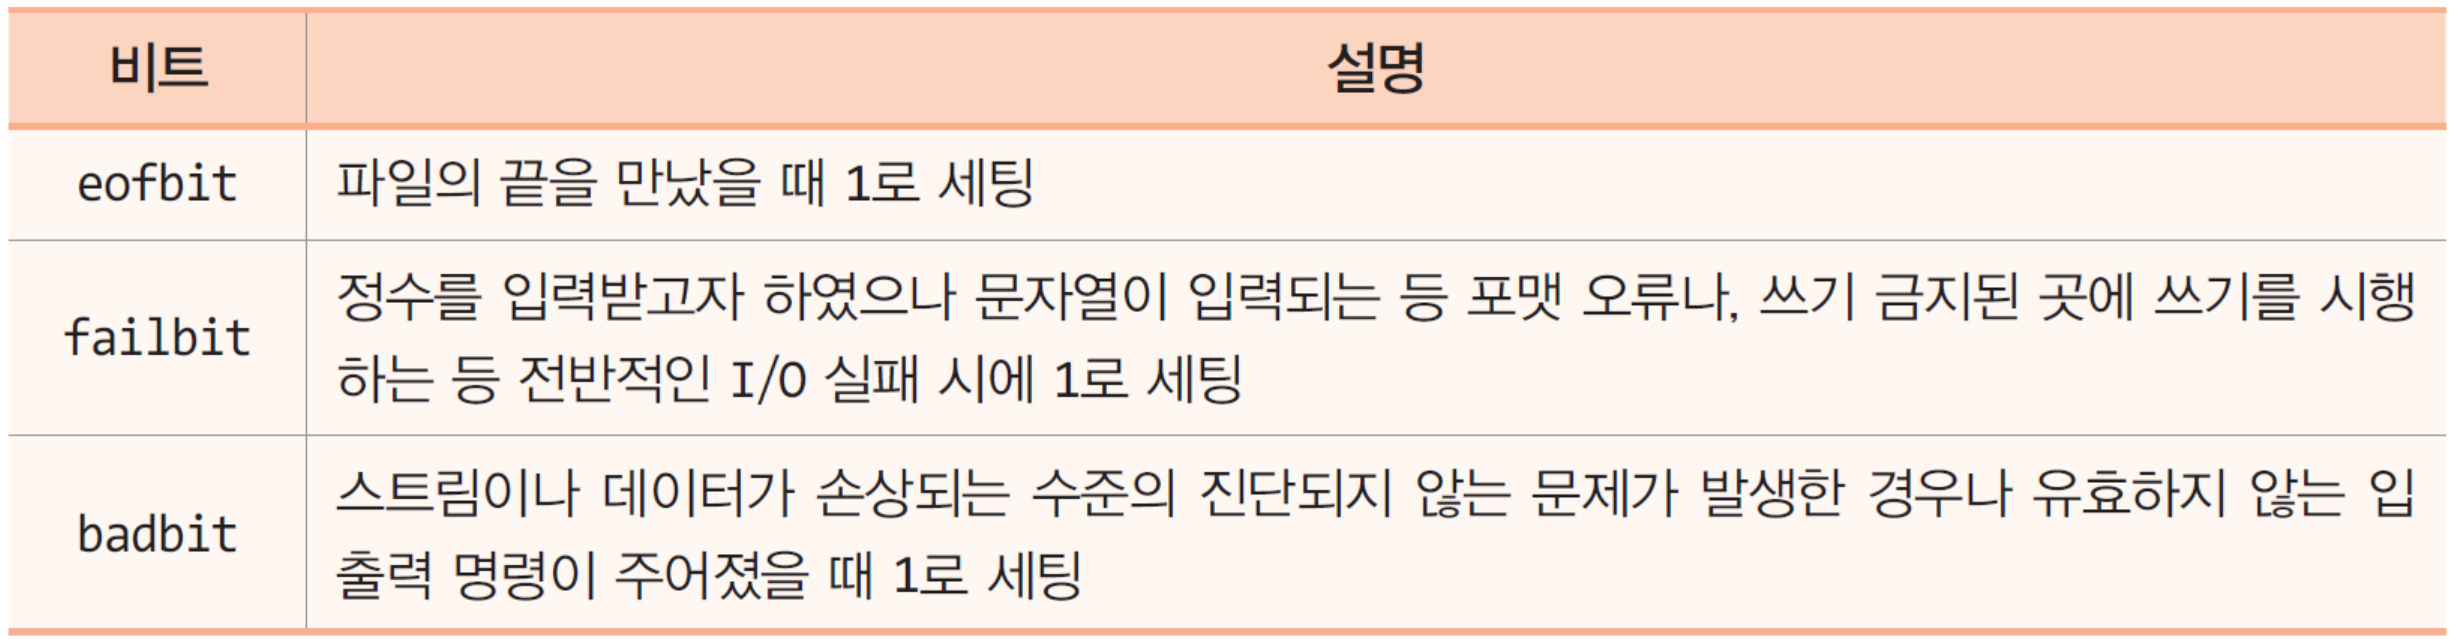 비트 설명
eofbit 파일의 끝을 만났을 때 1로 세팅
failbit 정수를 입력받고자 하였으나 문자열이 입력되는 등 포맷 오류나, 쓰기 금지된 곳에 쓰기를 시행
하는 등 전반적인 I/O 실패 시에 1로 세팅
badbit 스트림이나 데이터가 손상되는 수준의 진단되지 않는 문제가 발생한 경우나 유효하지 않는 입
출력 명령이 주어졌을 때 1로 세팅